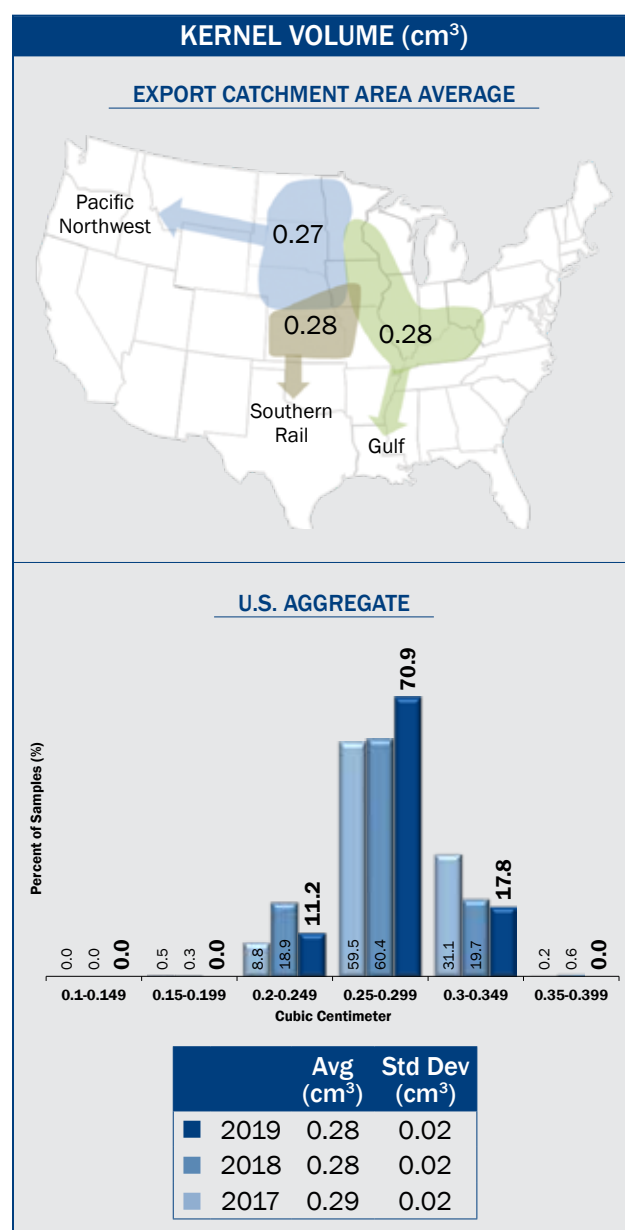 KERNEL VOLUME (cm³)
EXPORT CATCHMENT AREA AVERAGE
Pacific
Northwest
0.27
0.28
0.28
Southern
Rail
Gulf
U.S. AGGREGATE
Percent of Samples (%)
0.0 0.0 0.0 0.5 0.3 0.0 8.8 18.9 11.2 59.5 60.4 70.9 31.1 19.7 17.8 0.2 0.6 0.0
0.1-0.149 0.15-0.199 0.2-0.249 0.25-0.299 0.3-0.349 0.35-0.399
Cubic Centimeter
Avg Std Dev
(cm³) (cm³)
2019 0.28 0.02
2018 0.28 0.02
2017 0.29 0.02